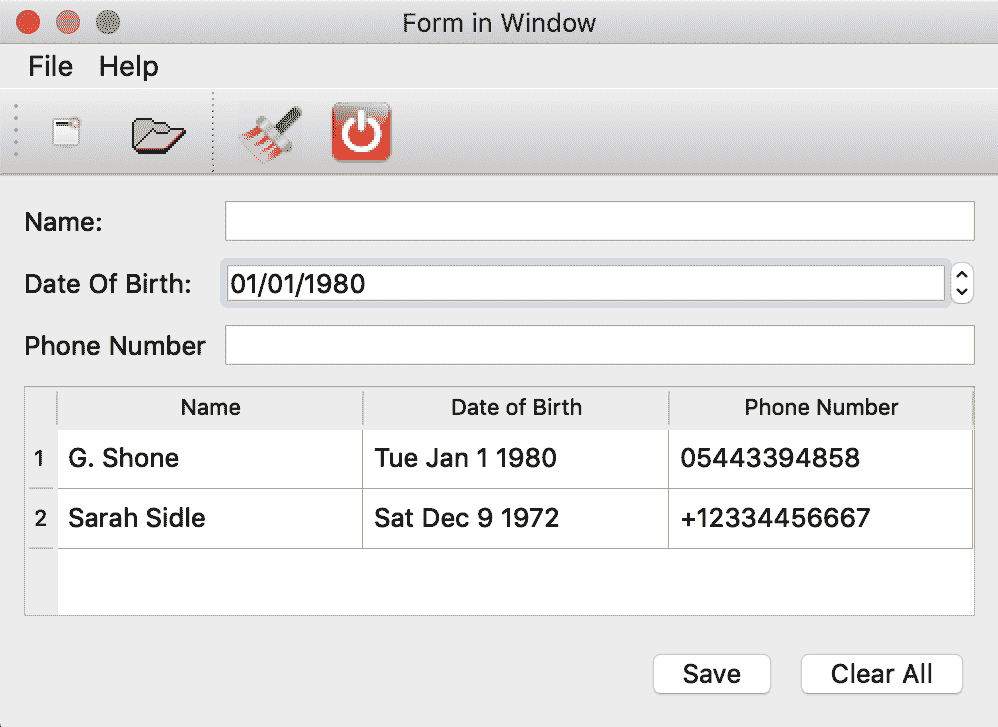 Form in Window
File Help
Name:
Date Of Birth: 01/01/1980
Phone Number
Name Date of Birth Phone Number
1 G. Shone Tue Jan 1 1980 05443394858
2 Sarah Sidle Sat Dec 9 1972 +12334456667
Save Clear All